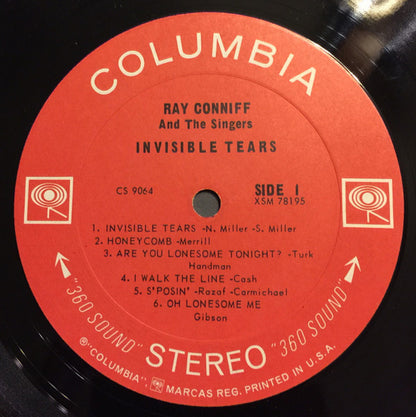 COLUMBIA
RAY CONNIFF
And The Singers
INVISIBLE TEARS
CS 9064
SIDE 1
XSM 78195
1. INVISIBLE TEARS -N. Miller -S. Miller
2. HONEYCOMB -Merrill
3. ARE YOU LONESOME TONIGHT? -Turk
Handman
4. I WALK THE LINE -Cash
5. S'POSIN' -Razaf -Carmichael
6. OH LONESOME ME
Gibson
"360 SOUND" STEREO "360 SOUND"
® "COLUMBIA", MARCAS REG. PRINTED IN U.S.A.